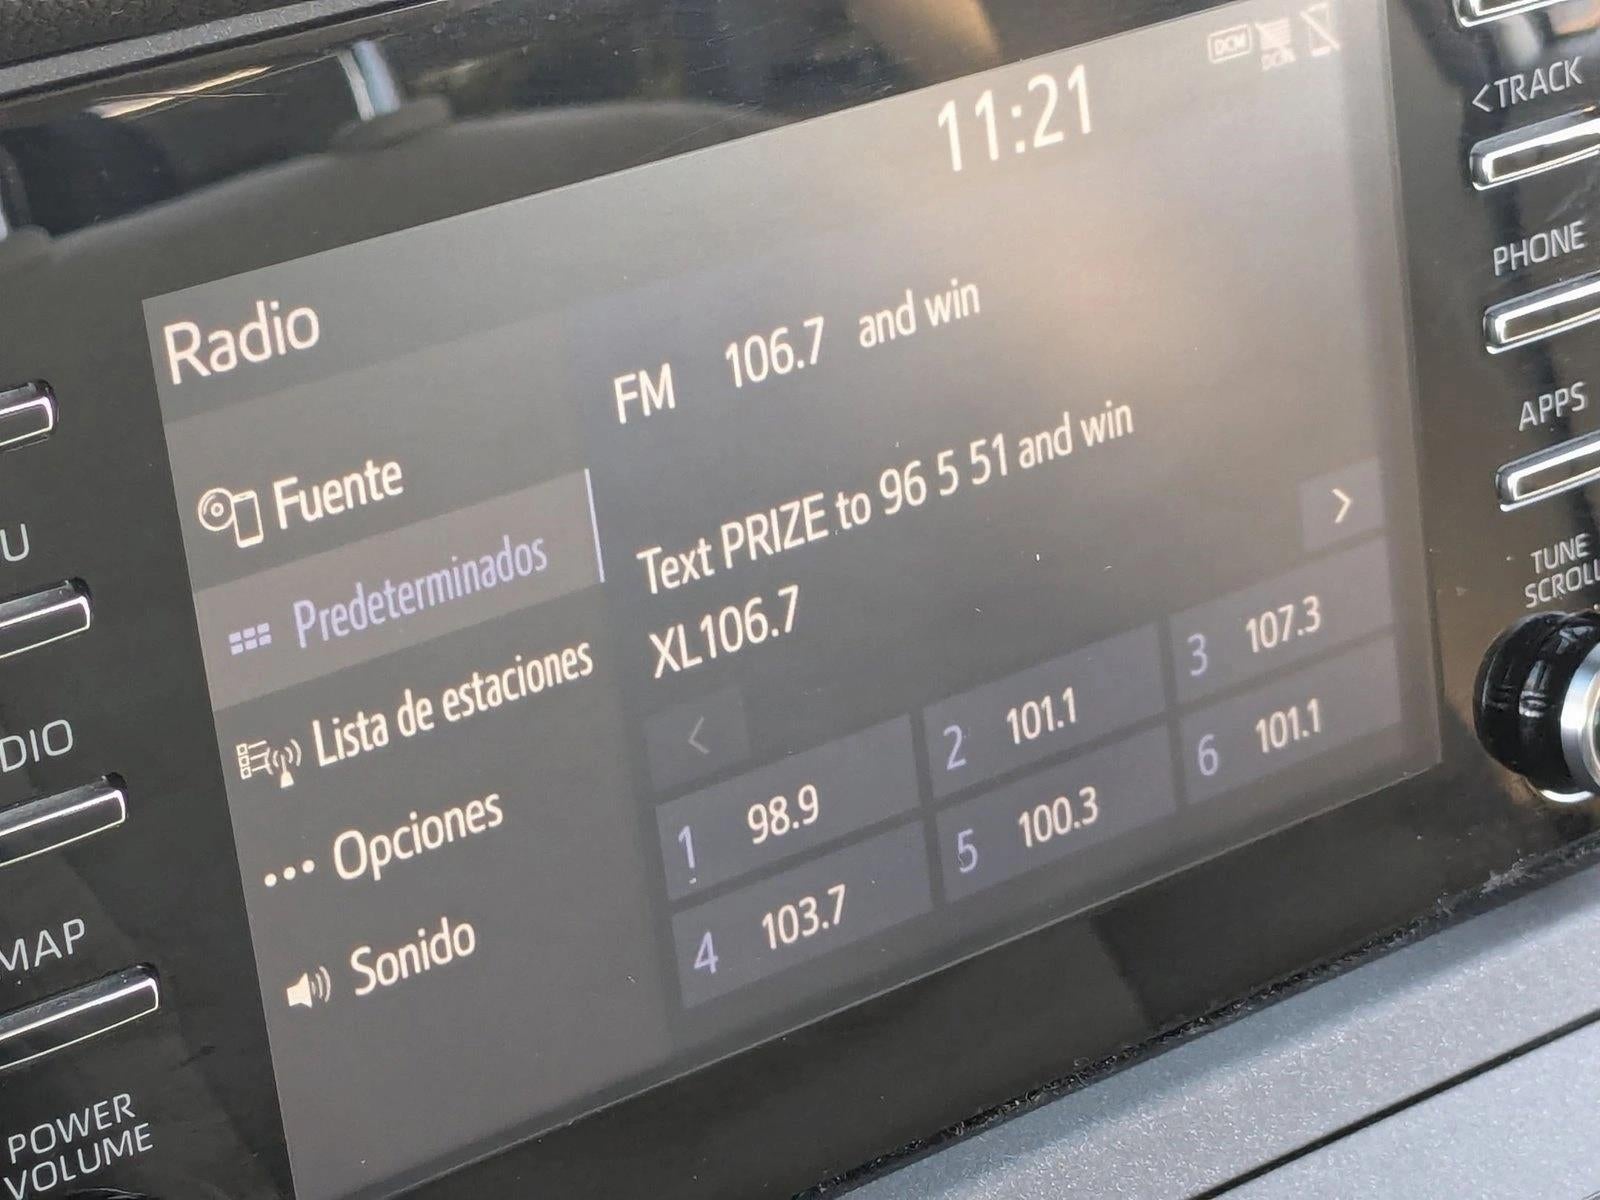 DCM
DCM
<TRACK
11:21
PHONE
Radio
FM 106.7 and win
APPS
Fuente
Text PRIZE to 96 5 51 and win
>
U
Predeterminados
XL106.7
TUNE
SCROLL
Lista de estaciones
<
DIO
1 98.9
2 101.1
3 107.3
Opciones
4 103.7
5 100.3
6 101.1
MAP
Sonido
POWER
VOLUME